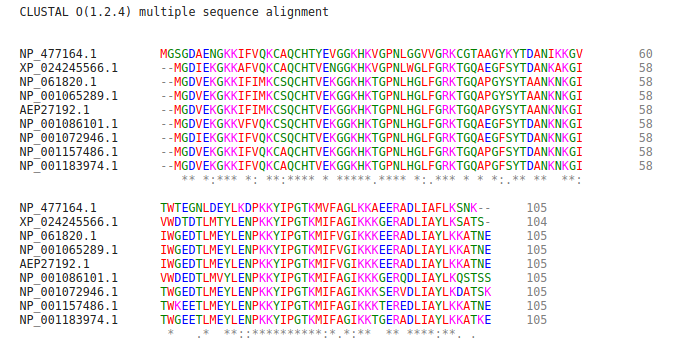 CLUSTAL O(1.2.4) multiple sequence alignment
NP_477164.1 MGSGDAENGKKIFVQKCAQCHTYEVGGKHKVGPNLGGVVGRKCGTAAGYKYTDANIKKGV 60
XP_024245566.1 --MGDIEKGKKAFVQKCAQCHTVENGGKHKVGPNLWGLFGRKTGQAEGFSYTDANKAKGI 58
NP_061820.1 --MGDVEKGKKIFIMKCSQCHTVEKGGKHKTGPNLHGLFGRKTGQAPGYSYTAANKNKGI 58
NP_001065289.1 --MGDVEKGKKIFIMKCSQCHTVEKGGKHKTGPNLHGLFGRKTGQAPGYSYTAANKNKGI 58
AEP27192.1 --MGDVEKGKKIFIMKCSQCHTVEKGGKHKTGPNLHGLFGRKTGQAPGYSYTAANKNKGI 58
NP_001086101.1 --MGDVEKGKKVFVQKCSQCHTVEKGGKHKTGPNLHGLFGRKTGQAEGFSYTDANKNKGI 58
NP_001072946.1 --MGDIEKGKKIFVQKCSQCHTVEKGGKHKTGPNLHGLFGRKTGQAEGFSYTDANKNKGI 58
NP_001157486.1 --MGDVEKGKKIFVQKCAQCHTVEKGGKHKTGPNLHGLFGRKTGQAPGFSYTDANKNKGI 58
NP_001183974.1 --MGDVEKGKKIFVQKCAQCHTVEKGGKHKTGPNLHGLFGRKTGQAPGFSYTDANKNKGI 58
** *:*** *: **:**** * *****.**** *:.*** * * *:.** ** **:
NP_477164.1 TWTEGNLDEYLKDPKKYIPGTKMVFAGLKKAEERADLIAFLKSNK-- 105
XP_024245566.1 VWDTDTLMTYLENPKKYIPGTKMIFAGIKKKGERADLIAYLKSATS- 104
NP_061820.1 IWGEDTLMEYLENPKKYIPGTKMIFVGIKKKEERADLIAYLKKATNE 105
NP_001065289.1 IWGEDTLMEYLENPKKYIPGTKMIFVGIKKKEERADLIAYLKKATNE 105
AEP27192.1 IWGEDTLMEYLENPKKYIPGTKMIFVGIKKKEERADLIAYLKKATNE 105
NP_001086101.1 VWDEDTLMVYLENPKKYIPGTKMIFAGIKKKGERQDLIAYLKQSTSS 105
NP_001072946.1 TWGEDTLMEYLENPKKYIPGTKMIFAGIKKKSERVDLIAYLKDATSK 105
NP_001157486.1 TWKEETLMEYLENPKKYIPGTKMIFAGIKKKTEREDLIAYLKKATNE 105
NP_001183974.1 TWGEETLMEYLENPKKYIPGTKMIFAGIKKTGERADLIAYLKKATKE 105
* .* **::**********:*.*:** ** ****:**. .